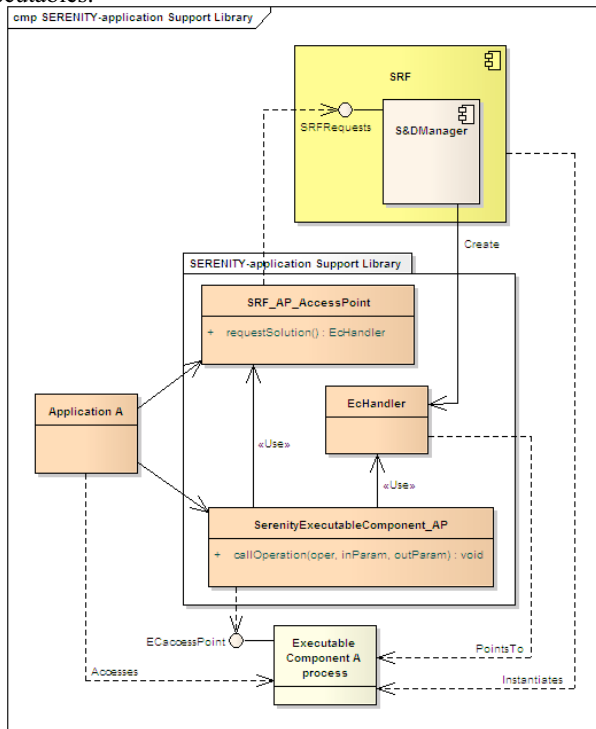 cmp SERENITY-application Support Library
SRF
SRFRequests
S&DManager
Create
SERENITY-application Support Library
SRF_AP_AccessPoint
+ requestSolution() : EcHandler
Application A
EcHandler
«Use»
«Use»
SerenityExecutableComponent_AP
+ callOperation(oper, inParam, outParam) : void
ECaccessPoint
Executable
Component A
process
PointsTo
Accesses
Instantiates